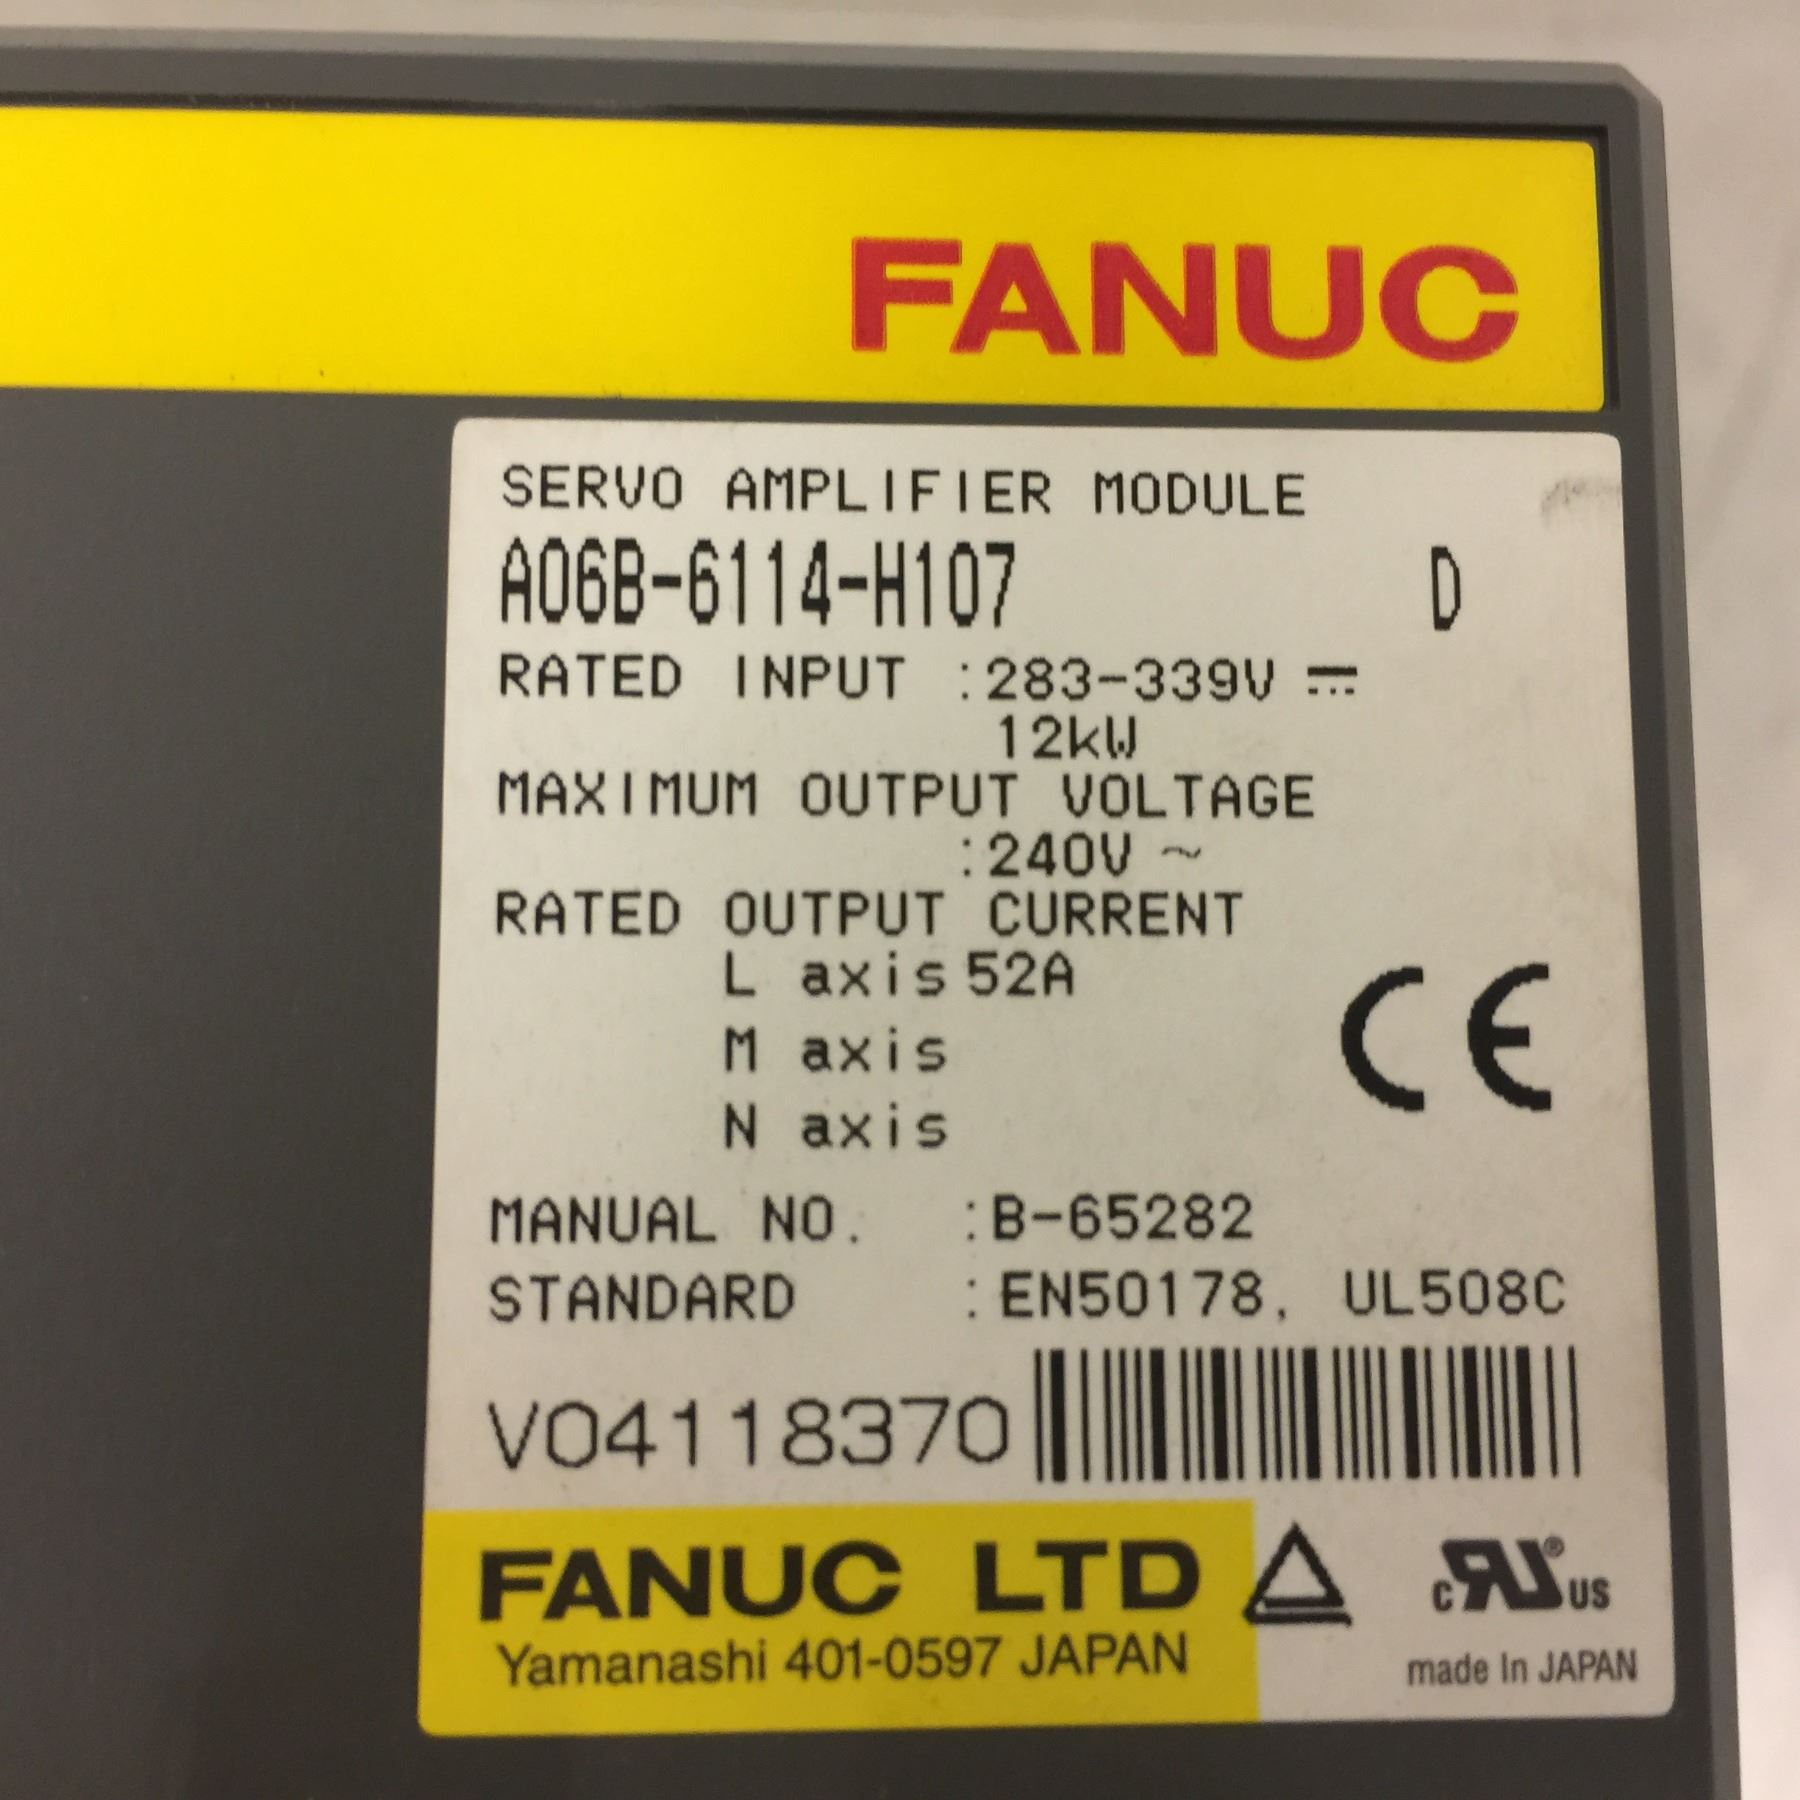 FANUC
SERVO AMPLIFIER MODULE
A06B-6114-H107 D
RATED INPUT :283-339V ⎓
12kW
MAXIMUM OUTPUT VOLTAGE
:240V ~
RATED OUTPUT CURRENT
L axis 52A
M axis
N axis
CE
MANUAL NO. :B-65282
STANDARD :EN50178, UL508C
V04118370
FANUC LTD
Yamanashi 401-0597 JAPAN
c RU ® US
made In JAPAN